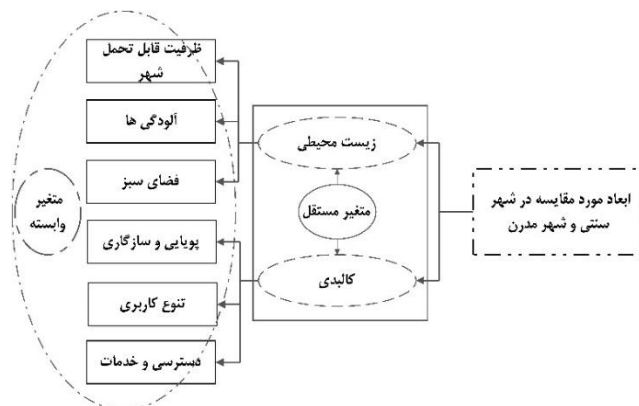 ابعاد مورد مقایسه در شهر
سنتی و شهر مدرن
زیست محیطی
متغیر مستقل
کالبدی
ظرفیت قابل تحمل
شهر
آلودگی ها
فضای سبز
پویایی و سازگاری
تنوع کاربری
دسترسی و خدمات
متغیر
وابسته